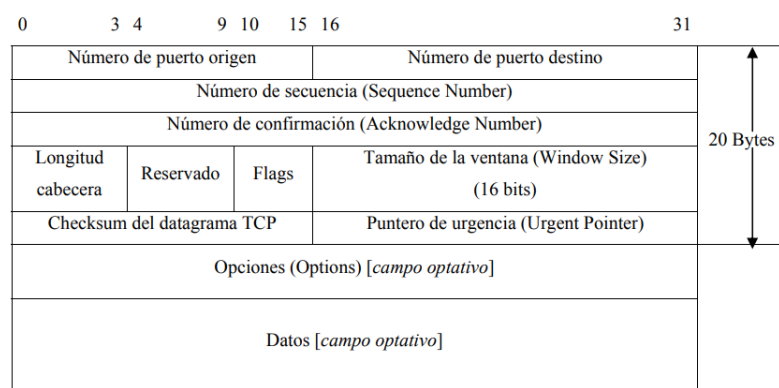 0 3 4 9 10 15 16 31
Número de puerto origen Número de puerto destino
Número de secuencia (Sequence Number)
Número de confirmación (Acknowledge Number)
20 Bytes
Longitud
cabecera
Reservado
Flags
Tamaño de la ventana (Window Size)
(16 bits)
Checksum del datagrama TCP Puntero de urgencia (Urgent Pointer)
Opciones (Options) [campo optativo]
Datos [campo optativo]